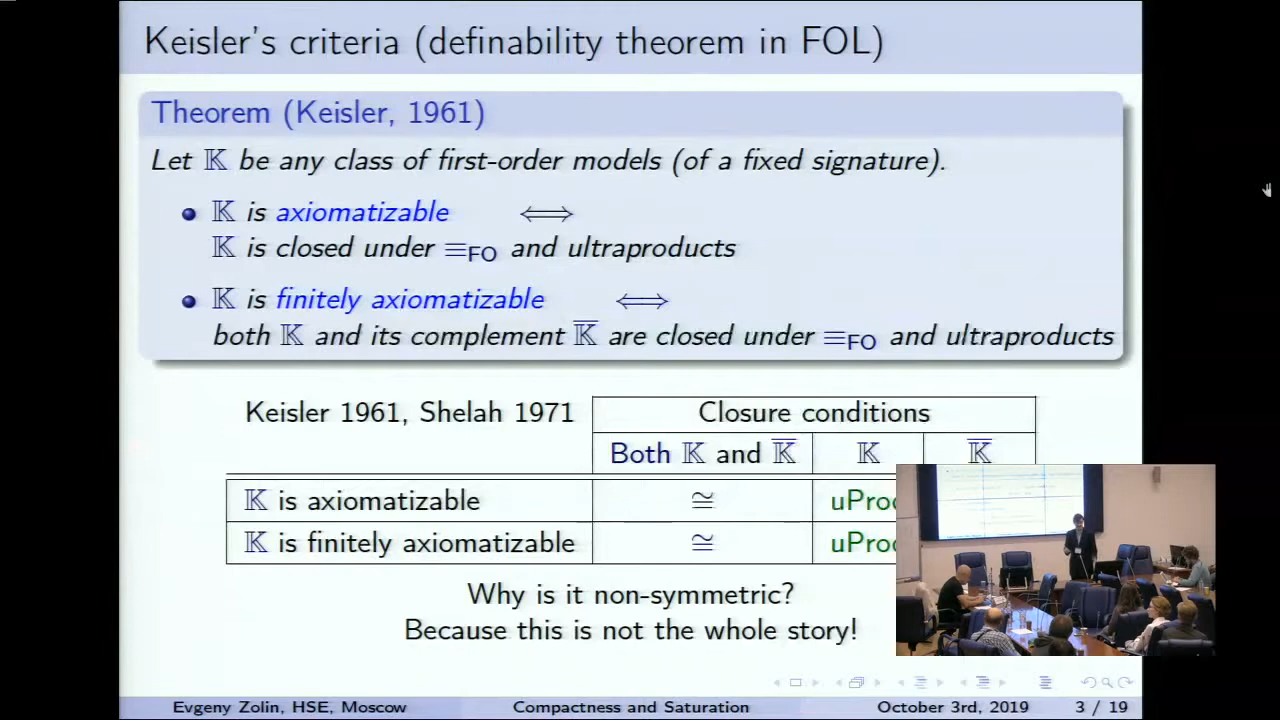 Keisler's criteria (definability theorem in FOL)
Theorem (Keisler, 1961)
Let 𝕂 be any class of first-order models (of a fixed signature).
𝕂 is axiomatizable ⟺
𝕂 is closed under ≡FO and ultraproducts
𝕂 is finitely axiomatizable ⟺
both 𝕂 and its complement 𝕂̅ are closed under ≡FO and ultraproducts
Keisler 1961, Shelah 1971 Closure conditions
Both 𝕂 and 𝕂̅ 𝕂 𝕂̅
𝕂 is axiomatizable ≅ uPro
𝕂 is finitely axiomatizable ≅ uPro
Why is it non-symmetric?
Because this is not the whole story!
Evgeny Zolin, HSE, Moscow Compactness and Saturation October 3rd, 2019 3 / 19